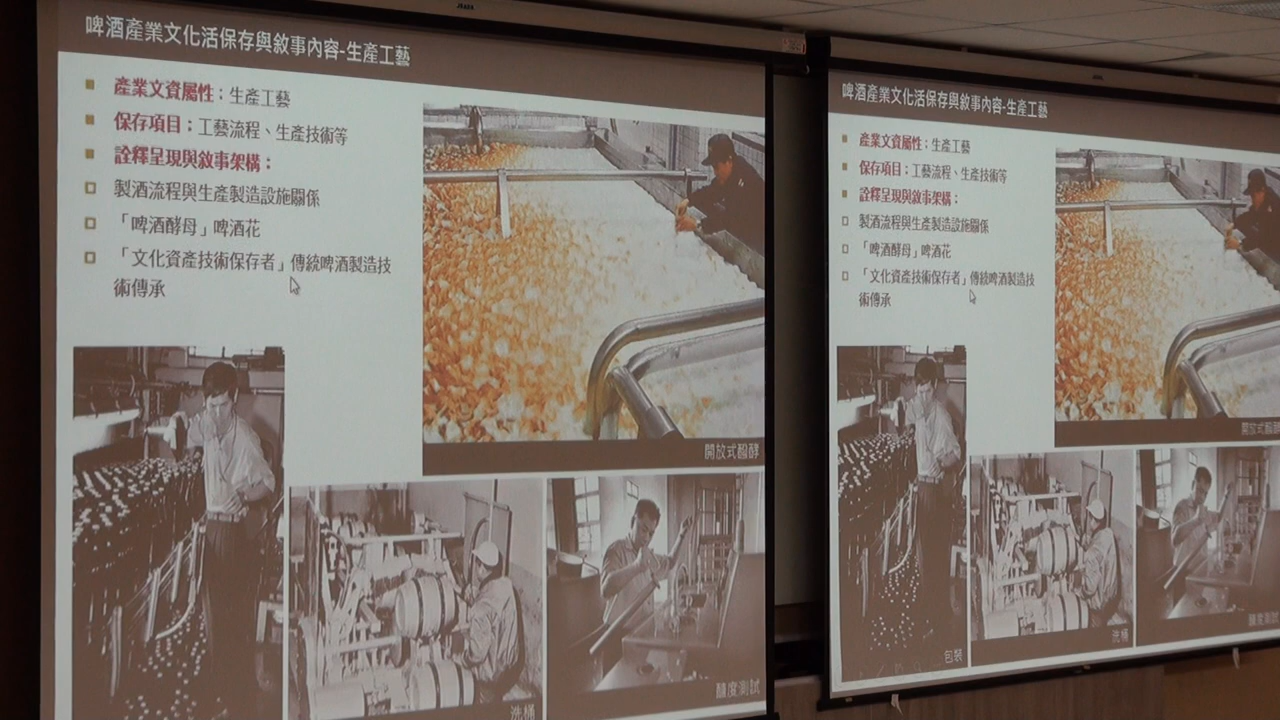 啤酒產業文化活保存與敘事內容-生產工藝
產業文資屬性：生產工藝
保存項目：工藝流程、生產技術等
詮釋呈現與敘事架構：
製酒流程與生產製造設施關係
「啤酒酵母」啤酒花
「文化資產技術保存者」傳統啤酒製造技
術傳承
開放式醱酵
洗桶
醣度測試
啤酒產業文化活保存與敘事內容-生產工藝
產業文資屬性：生產工藝
保存項目：工藝流程、生產技術等
詮釋呈現與敘事架構：
製酒流程與生產製造設施關係
「啤酒酵母」啤酒花
「文化資產技術保存者」傳統啤酒製造技
術傳承
開放式醱酵
包裝
洗桶
醣度測試